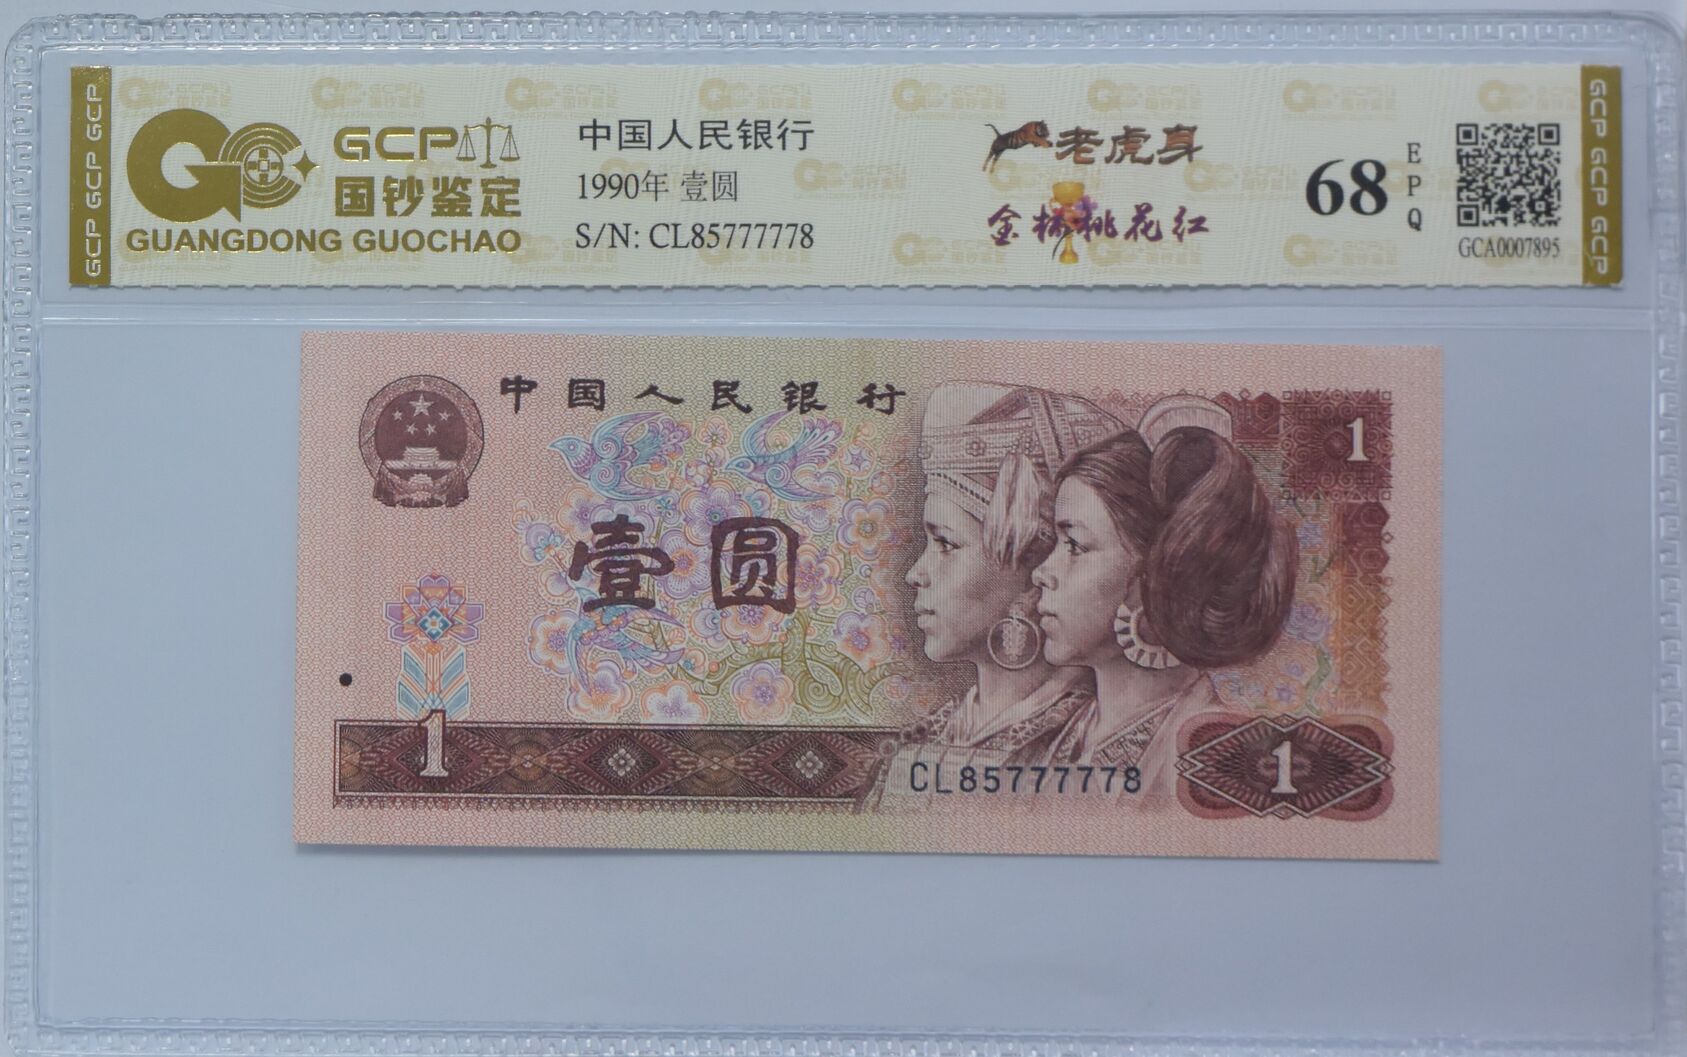 GCP GCP GCP
GCP
国钞鉴定
GUANGDONG GUOCHAO
中国人民银行
1990年 壹圆
S/N: CL85777778
老虎身
金杯桃花红
68
EPQ
GCA0007895
GCP GCP GCP
中国人民银行
1
壹圆
1
CL85777778
1